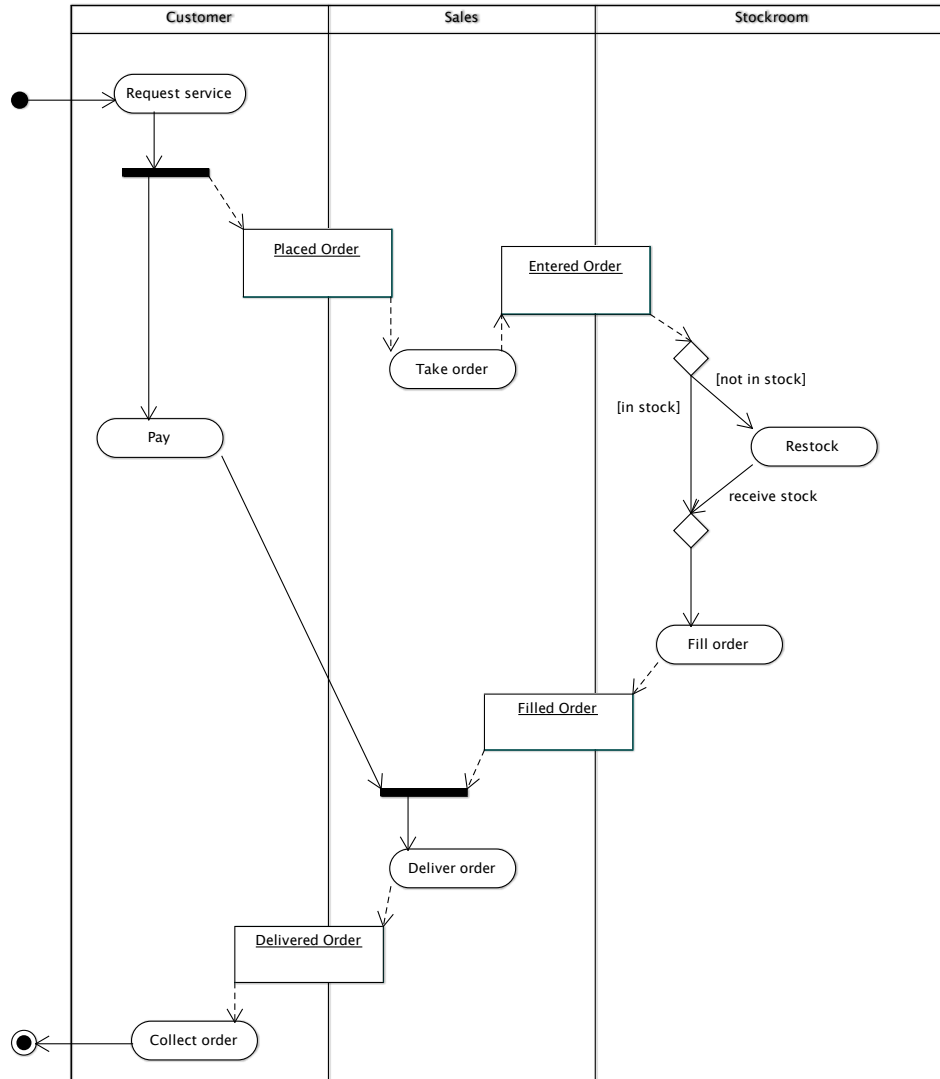 Customer
Sales
Stockroom
Request service
Placed Order
Entered Order
Take order
[not in stock]
[in stock]
Pay
Restock
receive stock
Fill order
Filled Order
Deliver order
Delivered Order
Collect order